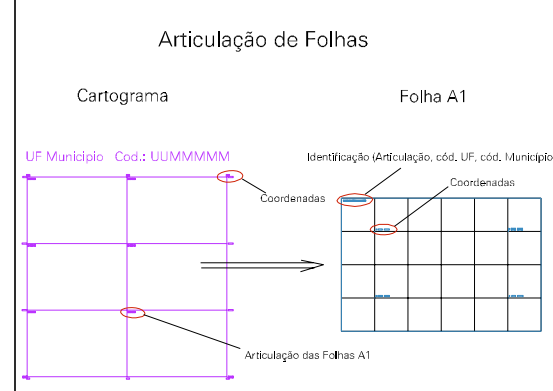 Articulação de Folhas
Cartograma
Folha A1
UF Municipio Cod.: UUMMMMM
Identificação (Articulação, cód. UF, cód. Município
Coordenadas
Coordenadas
Articulação das Folhas A1